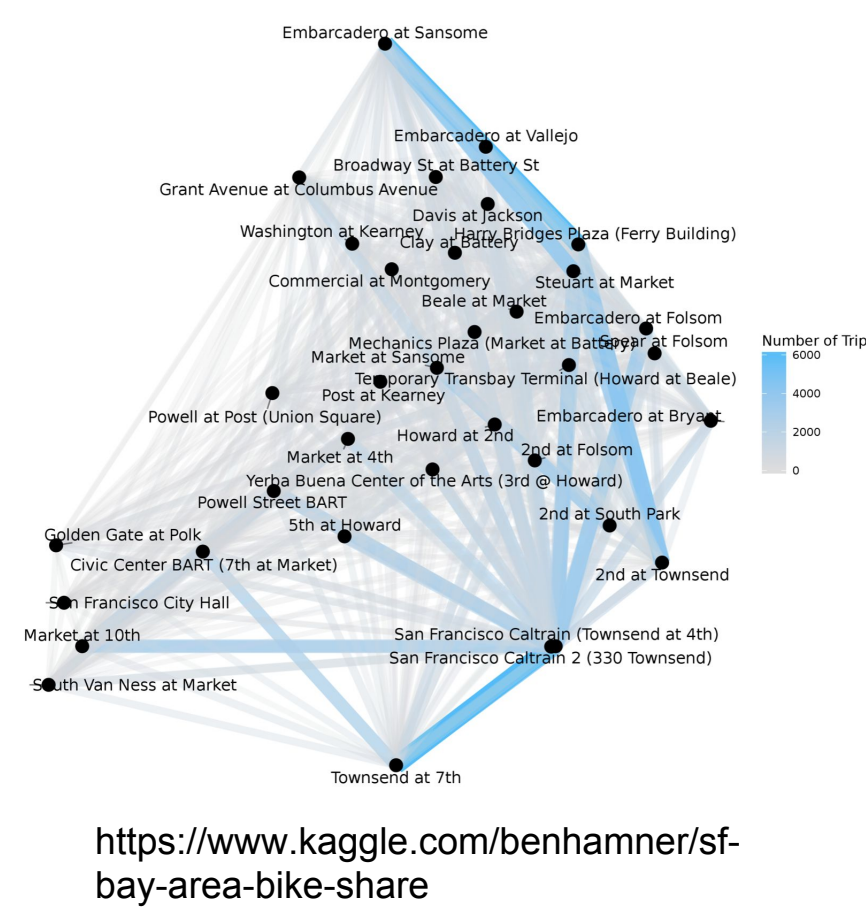 Embarcadero at Sansome
Embarcadero at Vallejo
Broadway St at Battery St
Grant Avenue at Columbus Avenue
Davis at Jackson
Washington at Kearney
Harry Bridges Plaza (Ferry Building)
Clay at Battery
Commercial at Montgomery
Steuart at Market
Beale at Market
Embarcadero at Folsom
Mechanics Plaza (Market at Battery)
Spear at Folsom
Number of Trip
6000
4000
2000
0
Market at Sansome
Temporary Transbay Terminal (Howard at Beale)
Post at Kearney
Powell at Post (Union Square)
Embarcadero at Bryant
Howard at 2nd
2nd at Folsom
Market at 4th
Yerba Buena Center of the Arts (3rd @ Howard)
Powell Street BART
2nd at South Park
5th at Howard
Golden Gate at Polk
Civic Center BART (7th at Market)
2nd at Townsend
San Francisco City Hall
Market at 10th
San Francisco Caltrain (Townsend at 4th)
San Francisco Caltrain 2 (330 Townsend)
South Van Ness at Market
Townsend at 7th
https://www.kaggle.com/benhamner/sf-
bay-area-bike-share